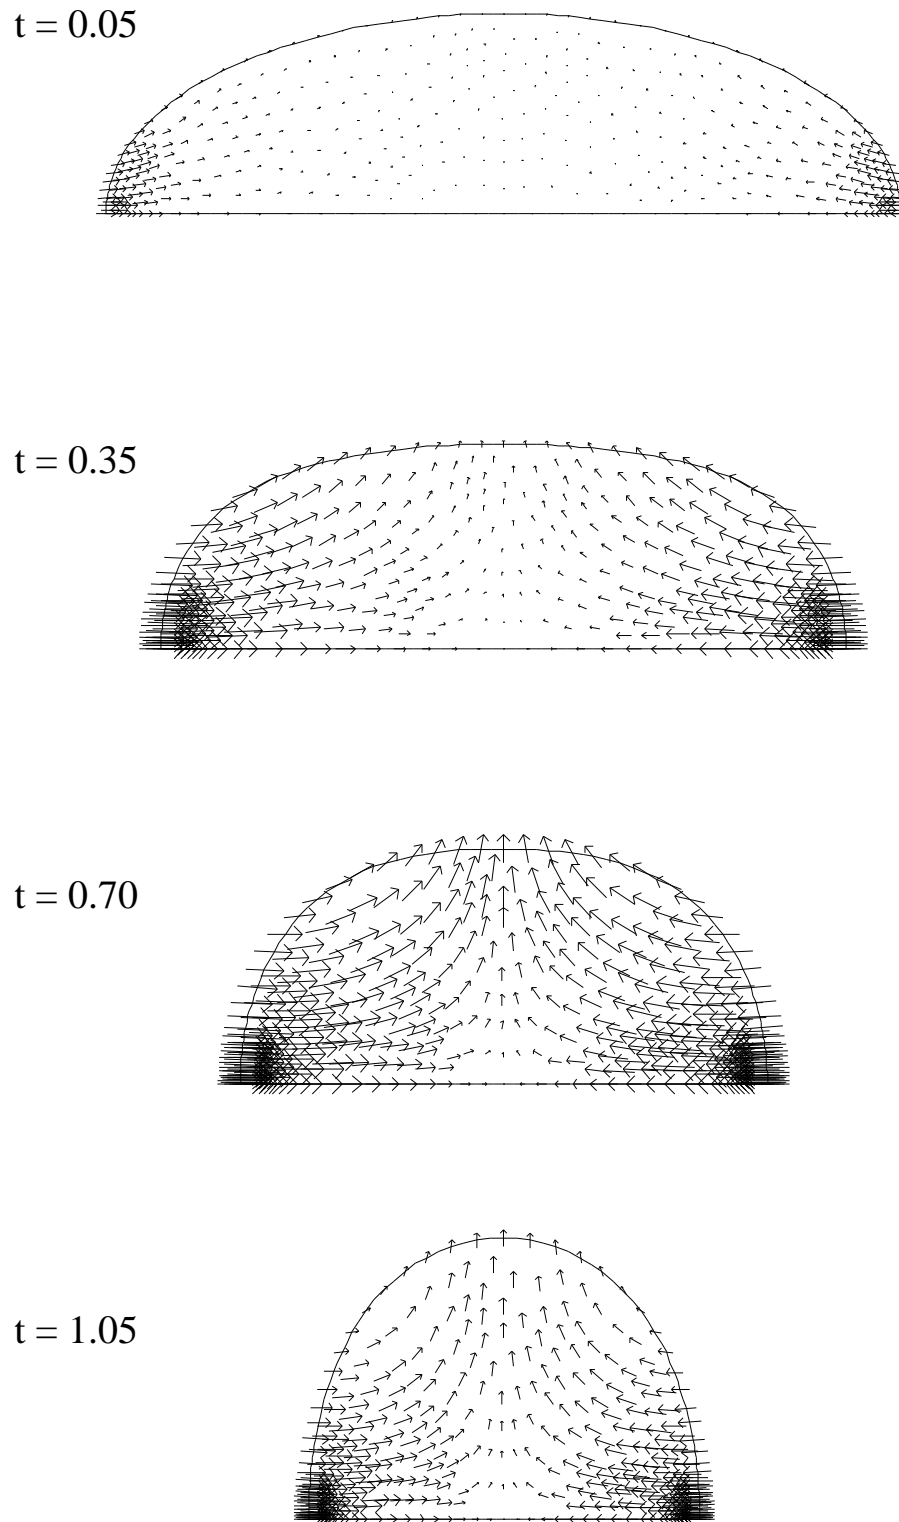 t = 0.05
t = 0.35
t = 0.70
t = 1.05